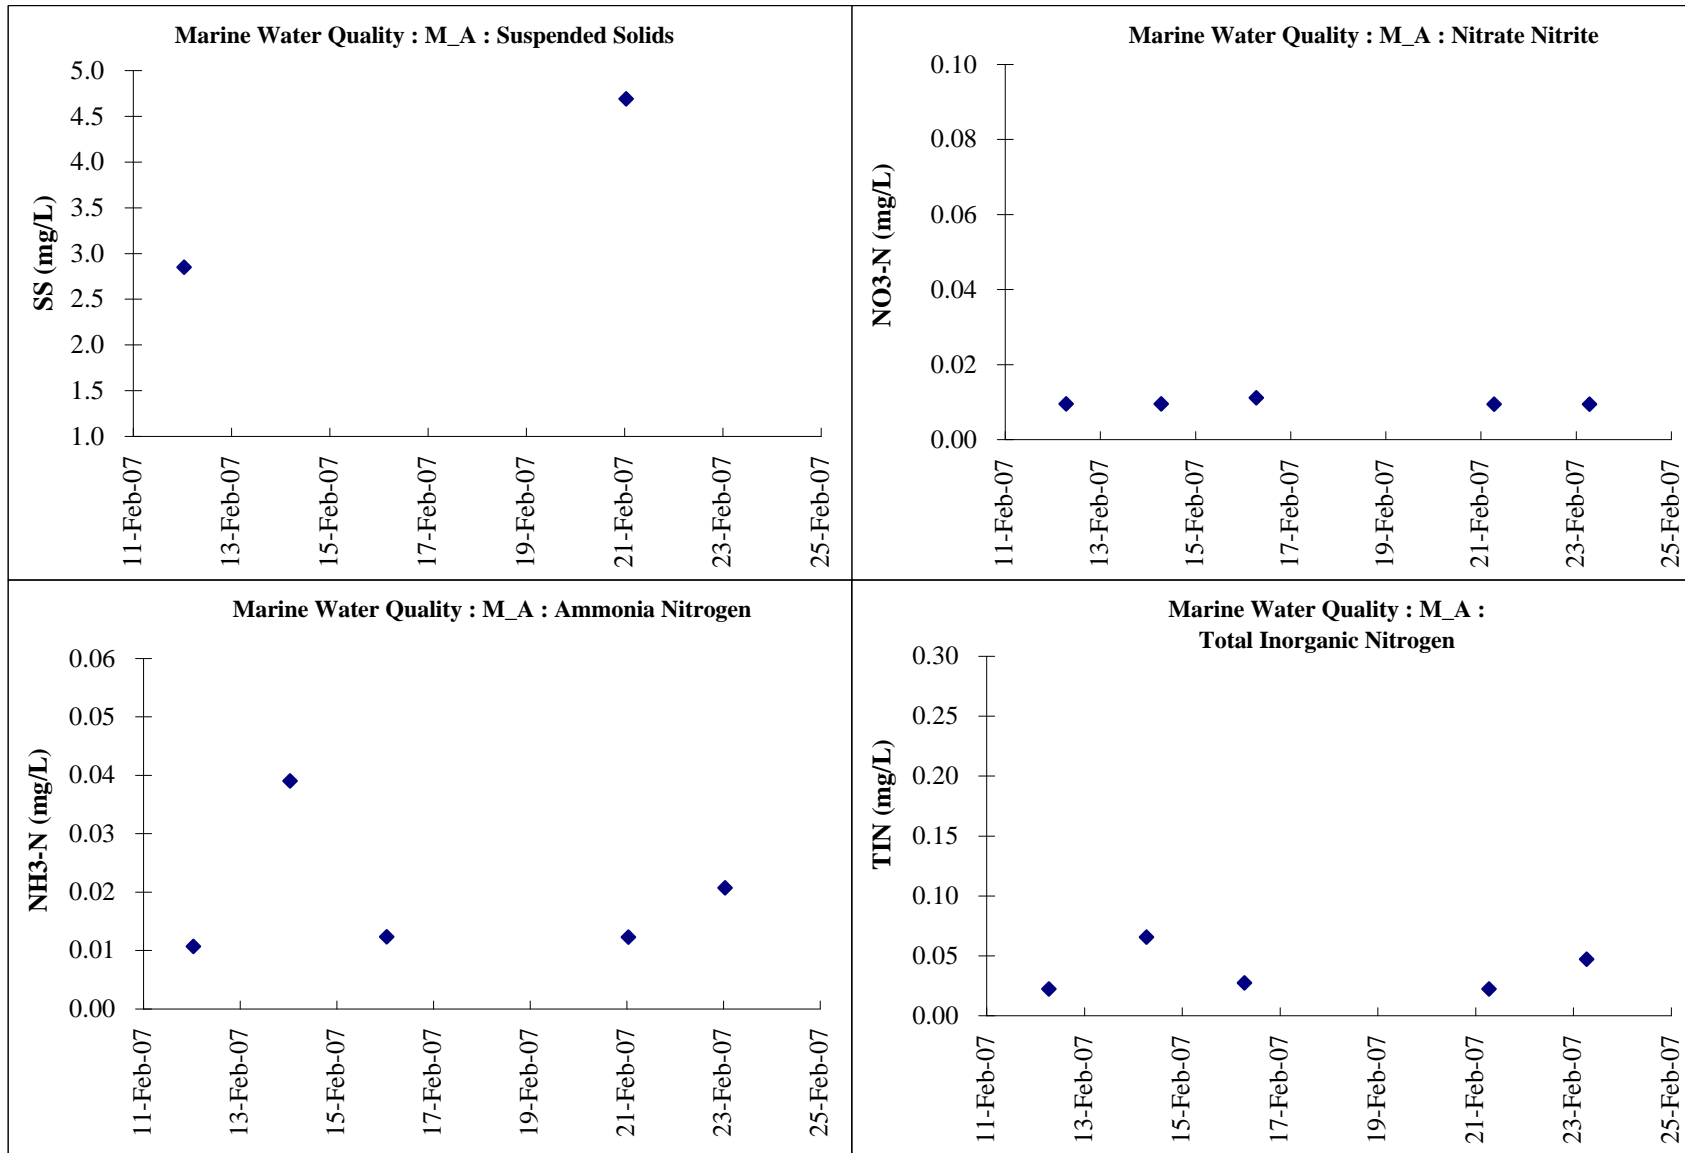 Marine Water Quality : M_A : Suspended Solids
5.0
4.5
4.0
3.5
3.0
2.5
2.0
1.5
1.0
SS (mg/L)
11-Feb-07
13-Feb-07
15-Feb-07
17-Feb-07
19-Feb-07
21-Feb-07
23-Feb-07
25-Feb-07
Marine Water Quality : M_A : Nitrate Nitrite
0.10
0.08
0.06
0.04
0.02
0.00
NO3-N (mg/L)
11-Feb-07
13-Feb-07
15-Feb-07
17-Feb-07
19-Feb-07
21-Feb-07
23-Feb-07
25-Feb-07
Marine Water Quality : M_A : Ammonia Nitrogen
0.06
0.05
0.04
0.03
0.02
0.01
0.00
NH3-N (mg/L)
11-Feb-07
13-Feb-07
15-Feb-07
17-Feb-07
19-Feb-07
21-Feb-07
23-Feb-07
25-Feb-07
Marine Water Quality : M_A :
Total Inorganic Nitrogen
0.30
0.25
0.20
0.15
0.10
0.05
0.00
TIN (mg/L)
11-Feb-07
13-Feb-07
15-Feb-07
17-Feb-07
19-Feb-07
21-Feb-07
23-Feb-07
25-Feb-07